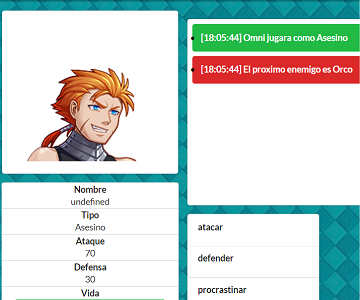 [18:05:44] Omni jugara como Asesino
[18:05:44] El proximo enemigo es Orco
Nombre
undefined
Tipo
Asesino
Ataque
70
Defensa
30
Vida
atacar
defender
procrastinar